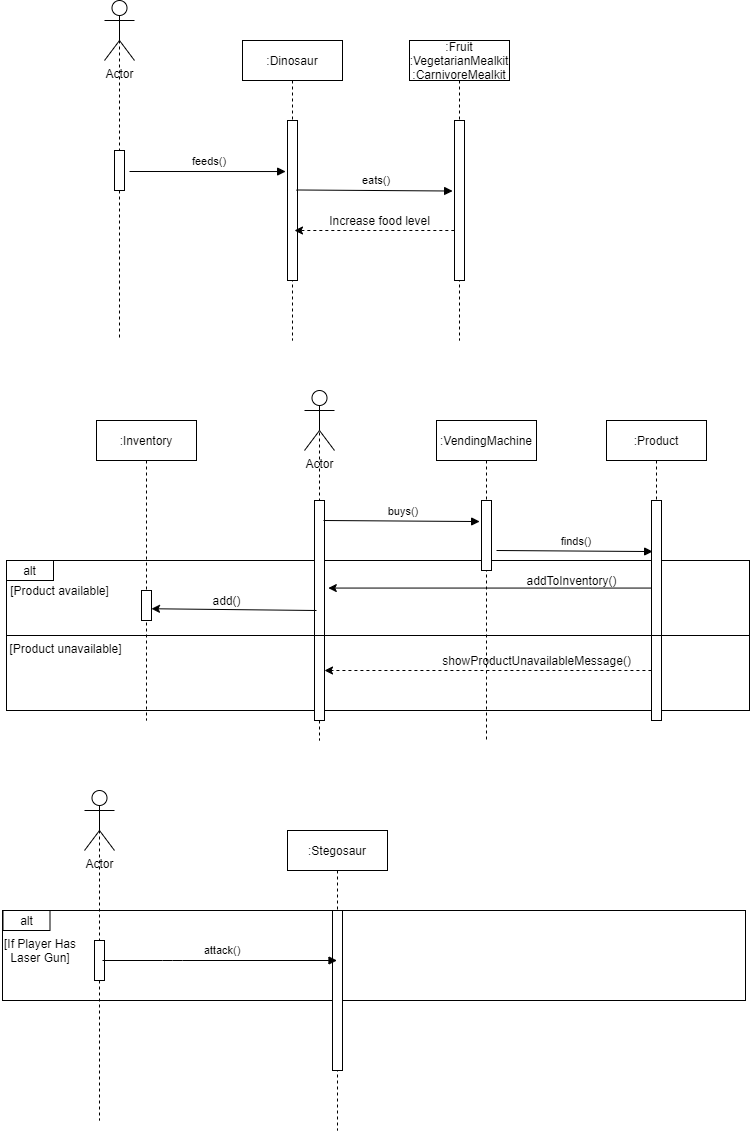 Actor
:Dinosaur
:Fruit
:VegetarianMealkit
:CarnivoreMealkit
feeds()
eats()
Increase food level
:Inventory
Actor
:VendingMachine
:Product
buys()
finds()
alt
[Product available]
addToInventory()
add()
[Product unavailable]
showProductUnavailableMessage()
Actor
:Stegosaur
alt
[If Player Has
Laser Gun]
attack()